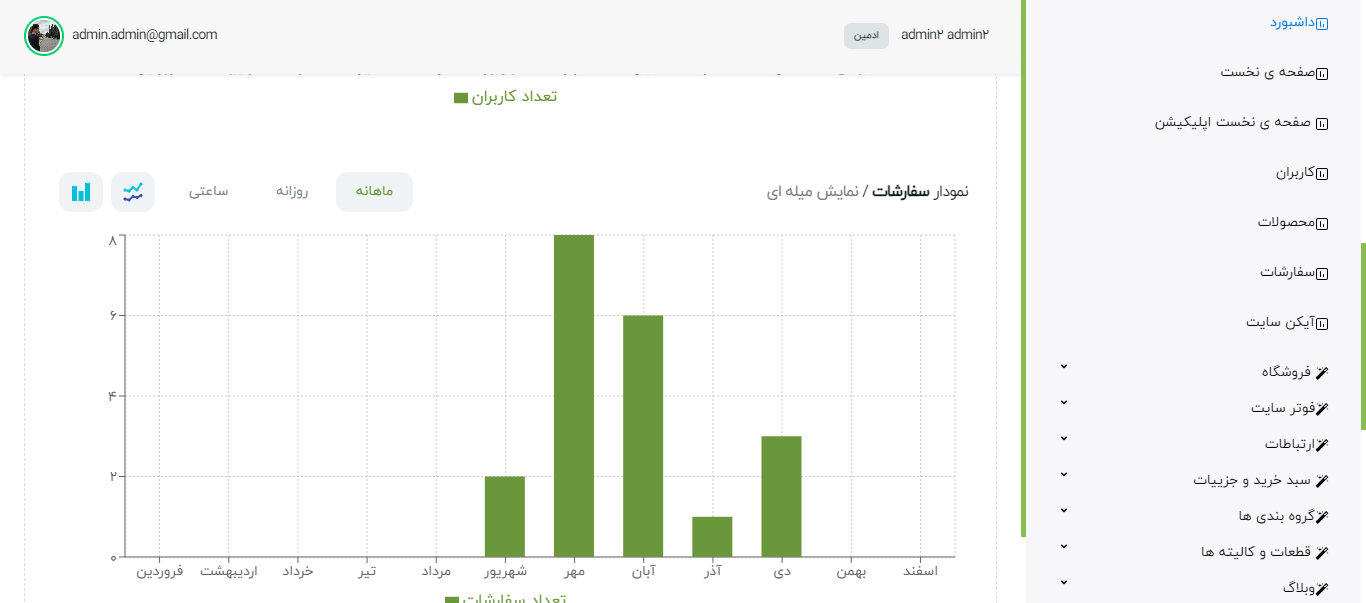 داشبورد
صفحه ی نخست
صفحه ی نخست اپلیکیشن
کاربران
محصولات
سفارشات
آیکن سایت
فروشگاه
فوتر سایت
ارتباطات
سبد خرید و جزییات
گروه بندی ها
قطعات و کالیته ها
وبلاگ
admin۲ admin۲
ادمین
admin.admin@gmail.com
تعداد کاربران
نمودار سفارشات / نمایش میله ای
ماهانه
روزانه
ساعتی
۸
۶
۴
۲
۰
فروردین اردیبهشت خرداد تیر مرداد شهریور مهر آبان آذر دی بهمن اسفند
تعداد سفارشات